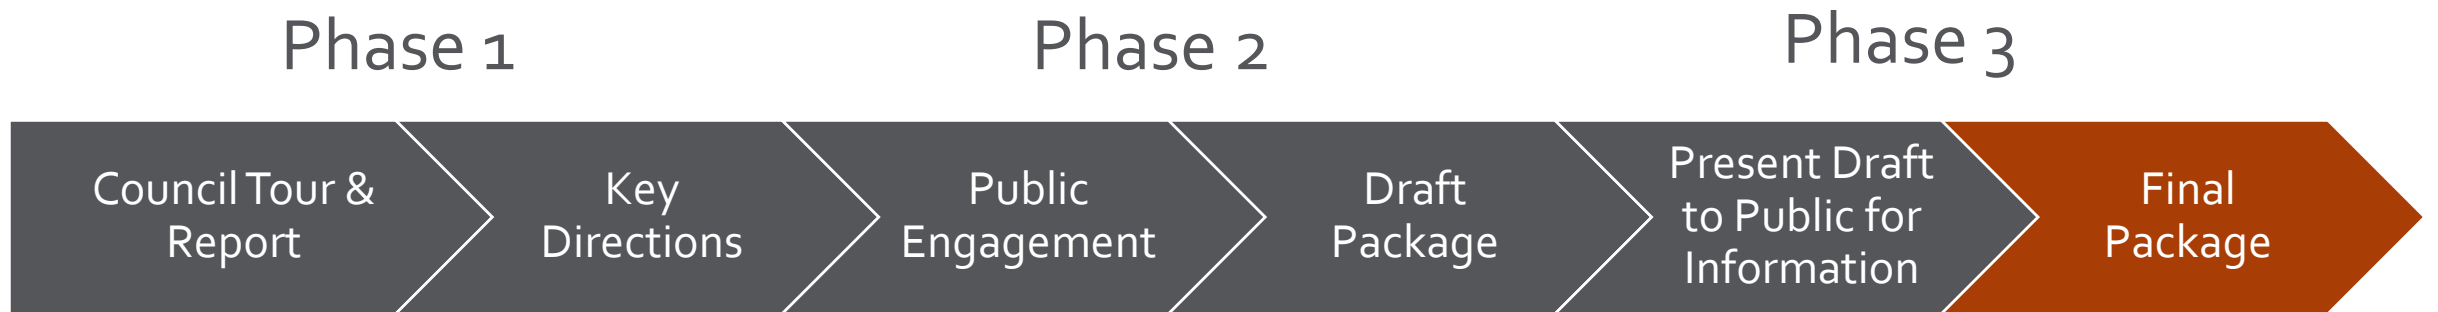 Phase 1
Phase 2
Phase 3
Council Tour &
Report
Key
Directions
Public
Engagement
Draft
Package
Present Draft
to Public for
Information
Final
Package